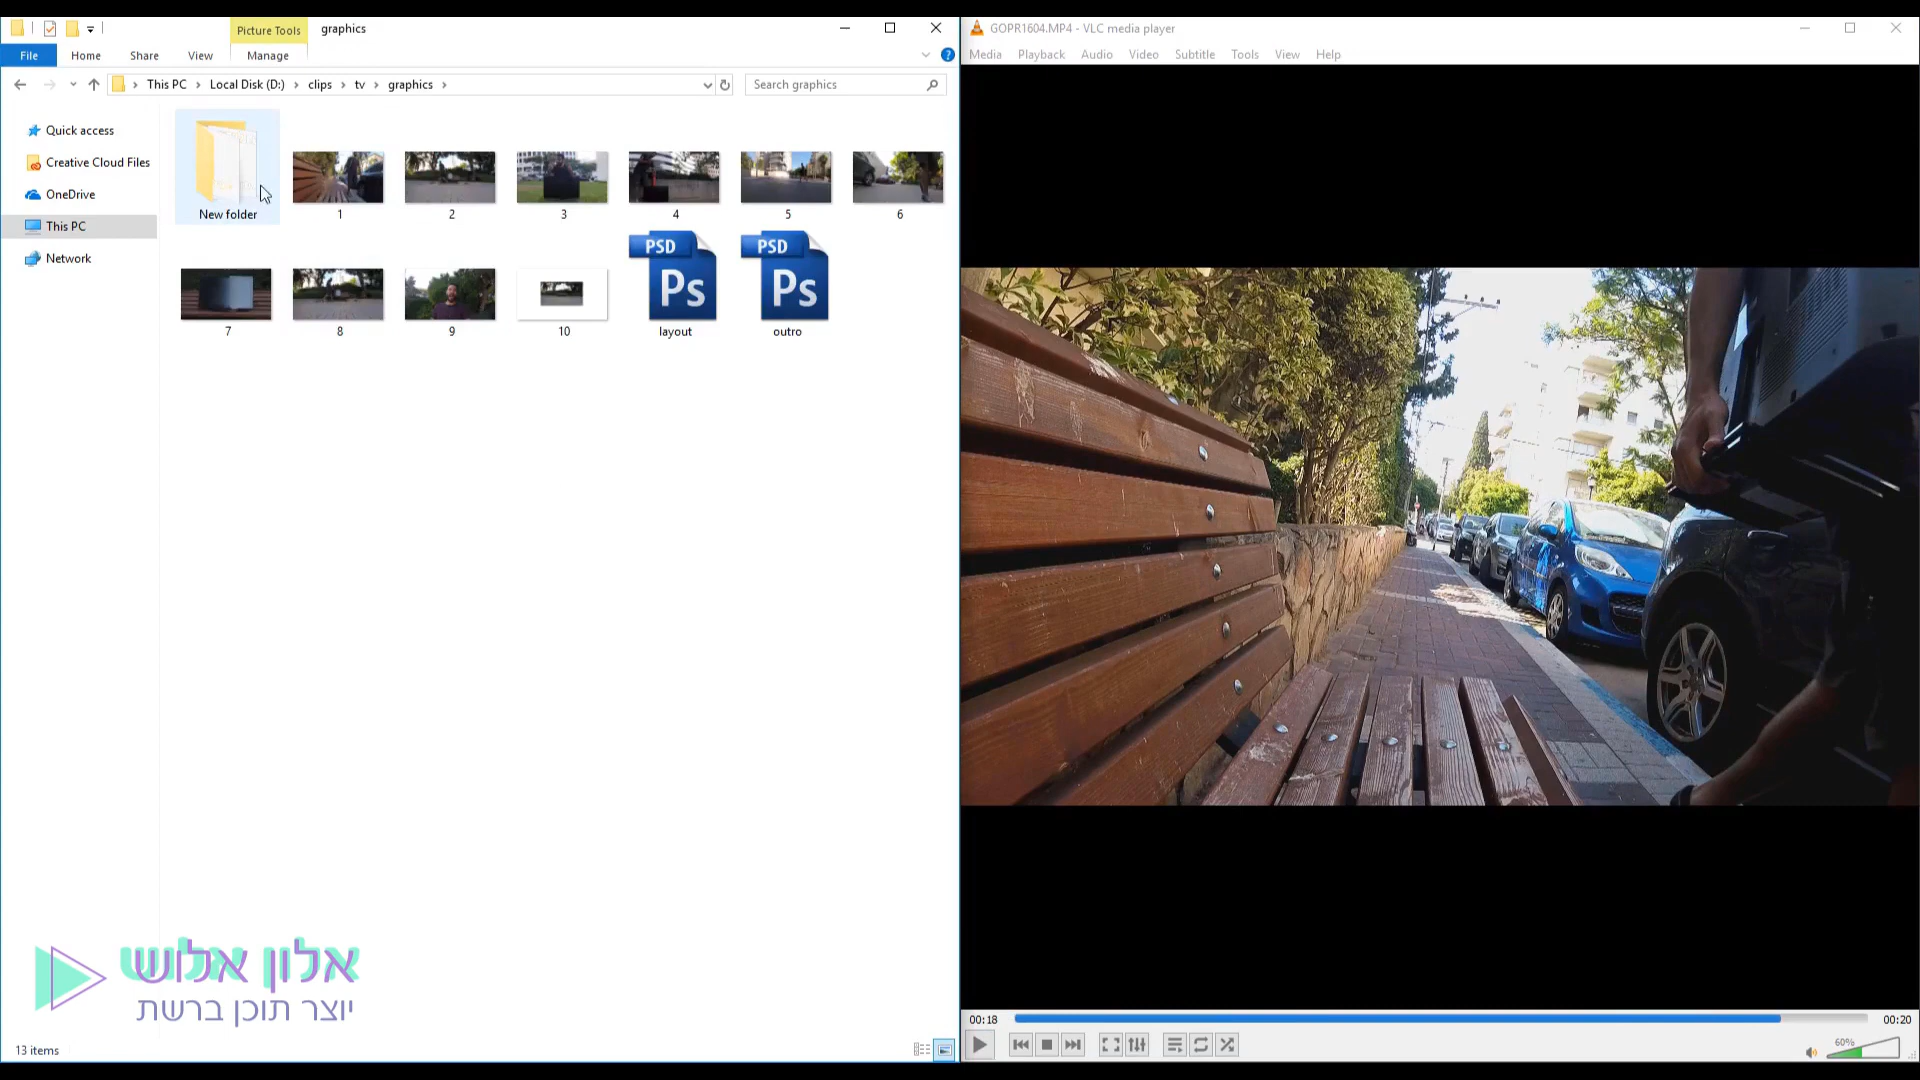 Picture Tools
graphics
File
Home
Share
View
Manage
This PC
Local Disk (D:)
clips
tv
graphics
Search graphics
Quick access
Creative Cloud Files
OneDrive
This PC
Network
New folder
1
2
3
4
5
6
7
8
9
10
PSD
Ps
layout
PSD
Ps
outro
אלון אלוש
יוצר תוכן ברשת
13 items
GOPR1604.MP4 - VLC media player
Media
Playback
Audio
Video
Subtitle
Tools
View
Help
00:18
00:20
60%